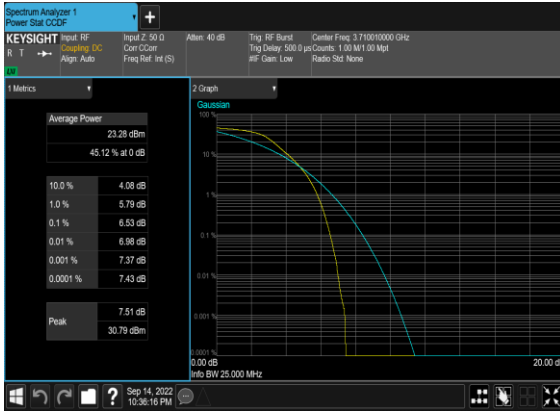 Spectrum Analyzer 1
Power Stat CCDF
+
KEYSIGHT Input: RF Input Z: 50 Ω Atten: 40 dB Trig: RF Burst Center Freq: 3.710010000 GHz
R T Coupling: DC Corr CCorr Trig Delay: 500.0 µs Counts: 1.00 M/1.00 Mpt
Align: Auto Freq Ref: Int (S) #IF Gain: Low Radio Std: None
1 Metrics
2 Graph
Average Power
23.28 dBm
45.12 % at 0 dB
10.0 % 4.08 dB
1.0 % 5.79 dB
0.1 % 6.53 dB
0.01 % 6.98 dB
0.001 % 7.37 dB
0.0001 % 7.43 dB
Peak 7.51 dB
30.79 dBm
Gaussian
100 %
10 %
1 %
0.1 %
0.01 %
0.001 %
0.0001 %
0.00 dB 20.00 d
Info BW 25.000 MHz
? Sep 14, 2022
10:36:16 PM